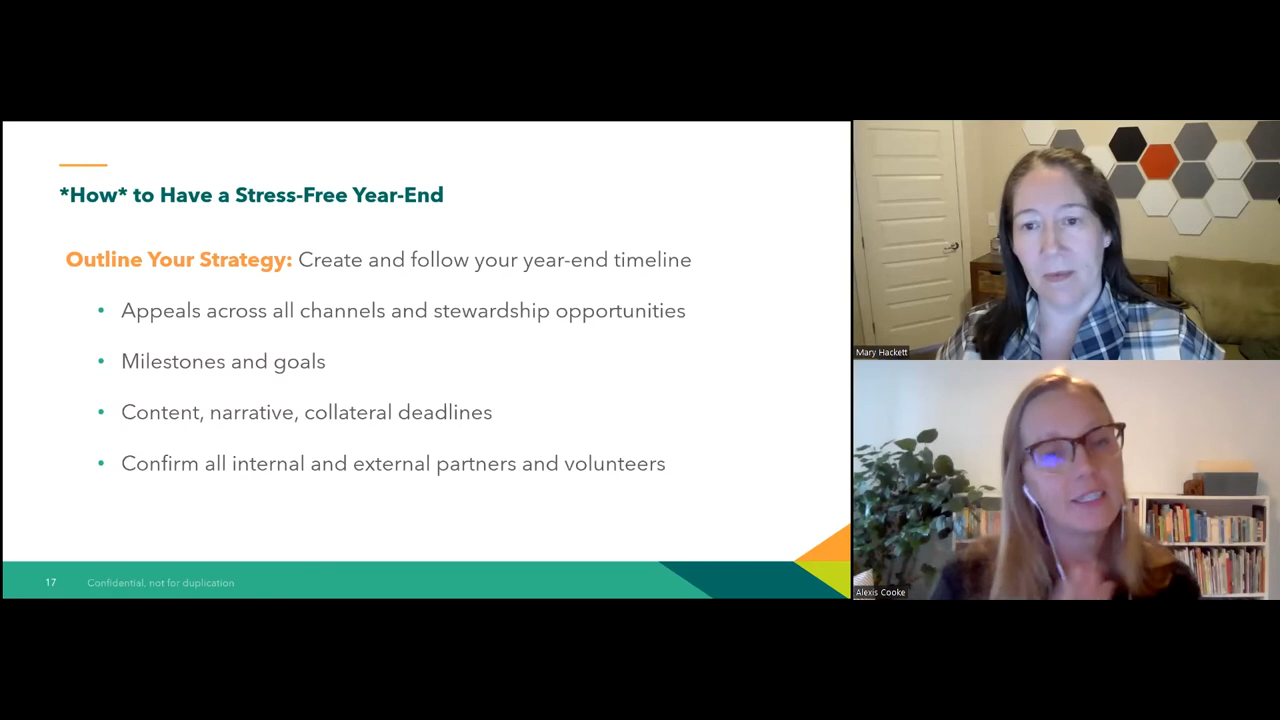 *How* to Have a Stress-Free Year-End
Outline Your Strategy: Create and follow your year-end timeline
• Appeals across all channels and stewardship opportunities
• Milestones and goals
• Content, narrative, collateral deadlines
• Confirm all internal and external partners and volunteers
17 Confidential, not for duplication
Mary Hackett
Alexis Cooke